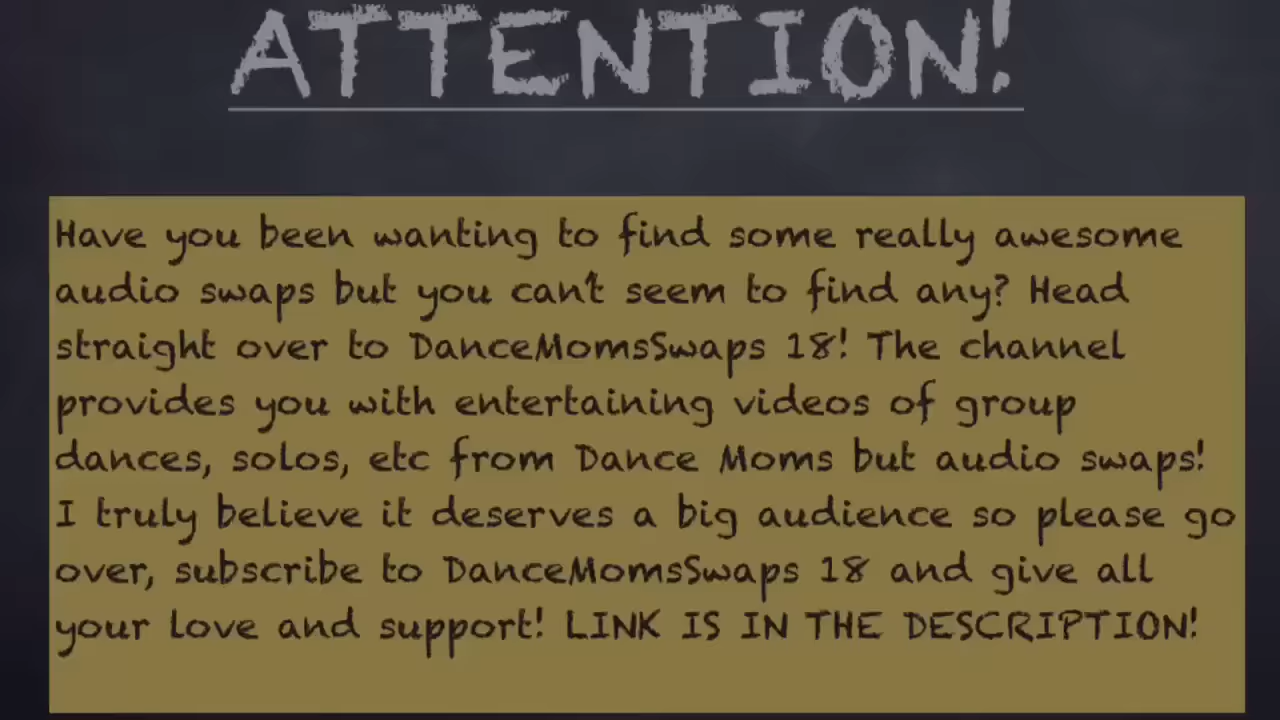 ATTENTION!
Have you been wanting to find some really awesome
audio swaps but you can't seem to find any? Head
straight over to DanceMomsSwaps 18! The channel
provides you with entertaining videos of group
dances, solos, etc from Dance Moms but audio swaps!
I truly believe it deserves a big audience so please go
over, subscribe to DanceMomsSwaps 18 and give all
your love and support! LINK IS IN THE DESCRIPTION!